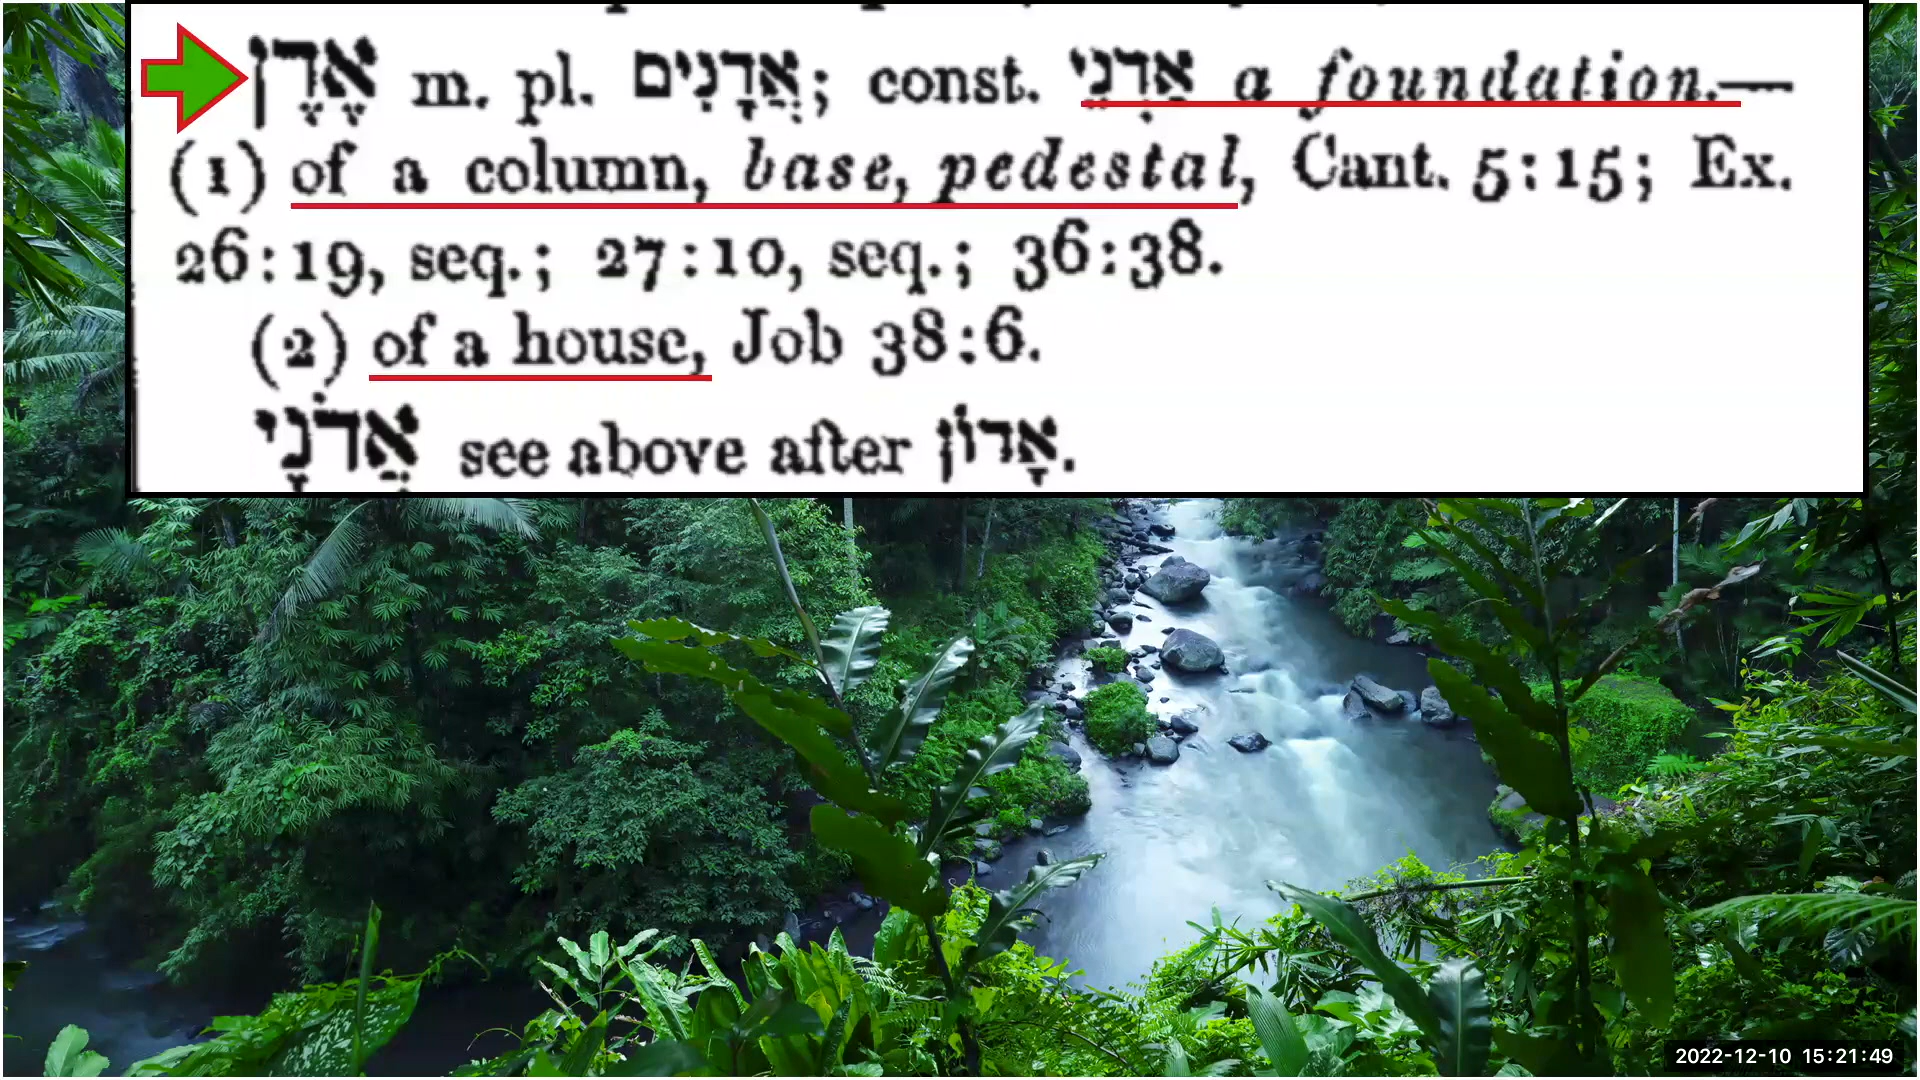 אֶדֶן m. pl. אֲדָנִים; const. אַדְנֵי a foundation.—
(1) of a column, base, pedestal, Cant. 5:15; Ex.
26:19, seq.; 27:10, seq.; 36:38.
(2) of a house, Job 38:6.
אֲדֹנָי see above after אָדוֹן.
2022-12-10 15:21:49